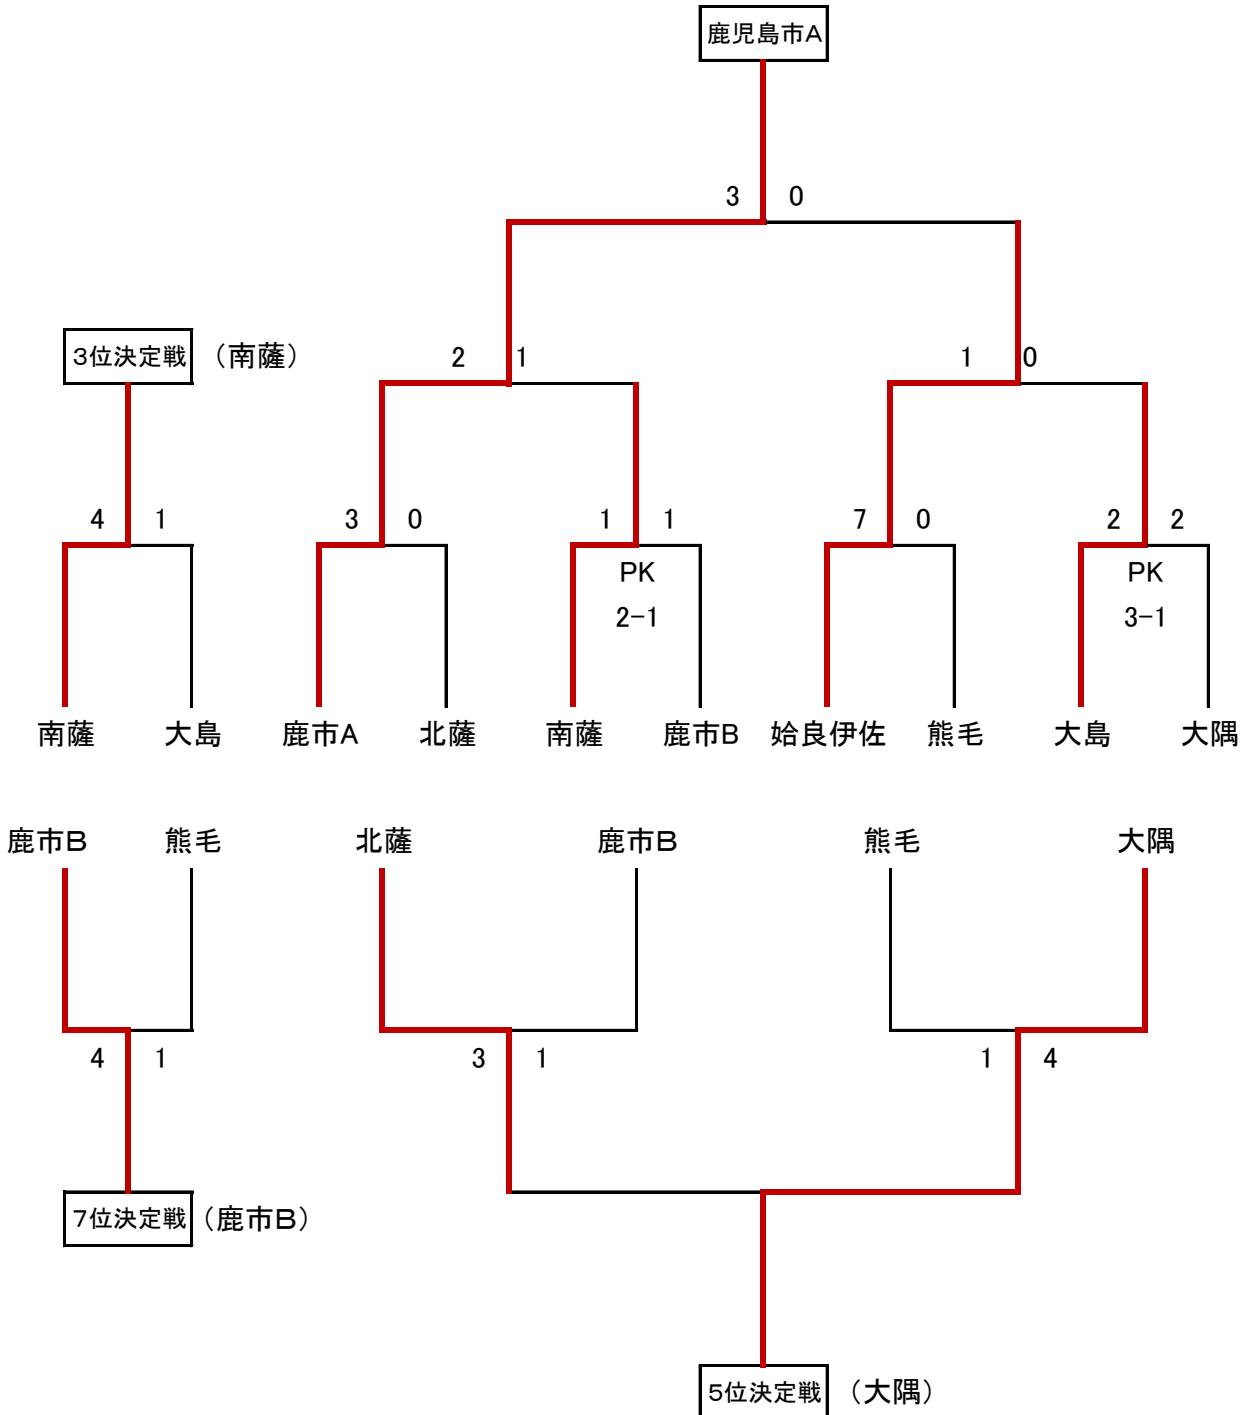 鹿児島市A
3 0
3位決定戦 （南薩） 2 1 1 0
4 1 3 0 1 1 7 0 2 2
PK PK
2-1 3-1
南薩 大島 鹿市A 北薩 南薩 鹿市B 姶良伊佐 熊毛 大島 大隅
鹿市B 熊毛 北薩 鹿市B 熊毛 大隅
4 1 3 1 1 4
7位決定戦 （鹿市B）
5位決定戦 （大隅）